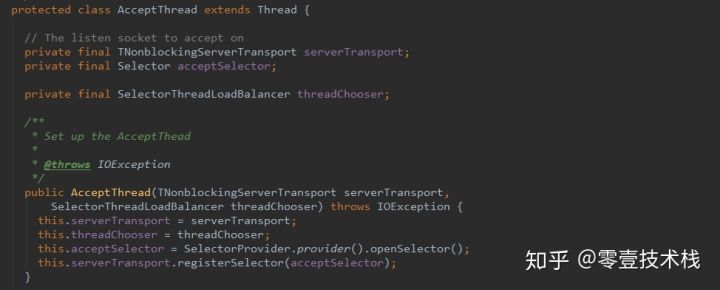 protected class AcceptThread extends Thread {
// The listen socket to accept on
private final TNonblockingServerTransport serverTransport;
private final Selector acceptSelector;
private final SelectorThreadLoadBalancer threadChooser;
/**
* Set up the AcceptThead
*
* @throws IOException
*/
public AcceptThread(TNonblockingServerTransport serverTransport,
SelectorThreadLoadBalancer threadChooser) throws IOException {
this.serverTransport = serverTransport;
this.threadChooser = threadChooser;
this.acceptSelector = SelectorProvider.provider().openSelector();
this.serverTransport.registerSelector(acceptSelector);
}
知乎 @零壹技术栈